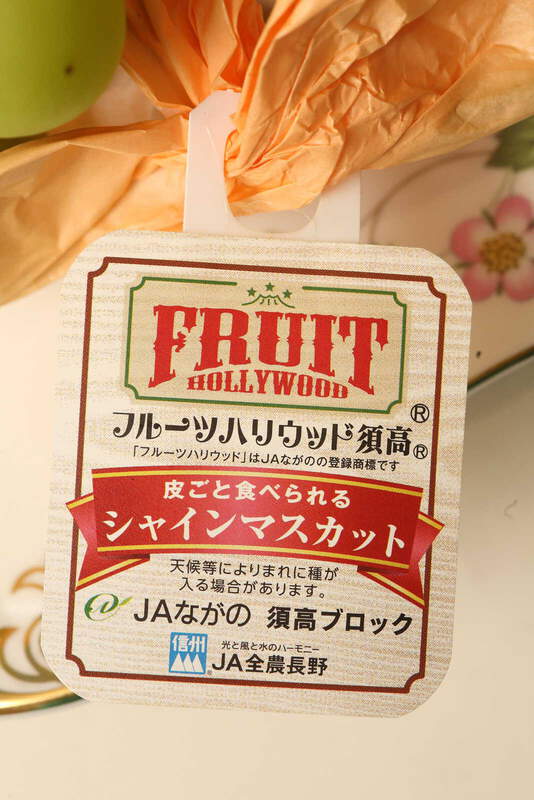 FRUIT
HOLLYWOOD
®
フルーツハリウッド須高®
「フルーツハリウッド」はJAながのの登録商標です
皮ごと食べられる
シャインマスカット
天候等によりまれに種が
入る場合があります。
JAながの 須高ブロック
信州
光と風と水のハーモニー
JA全農長野